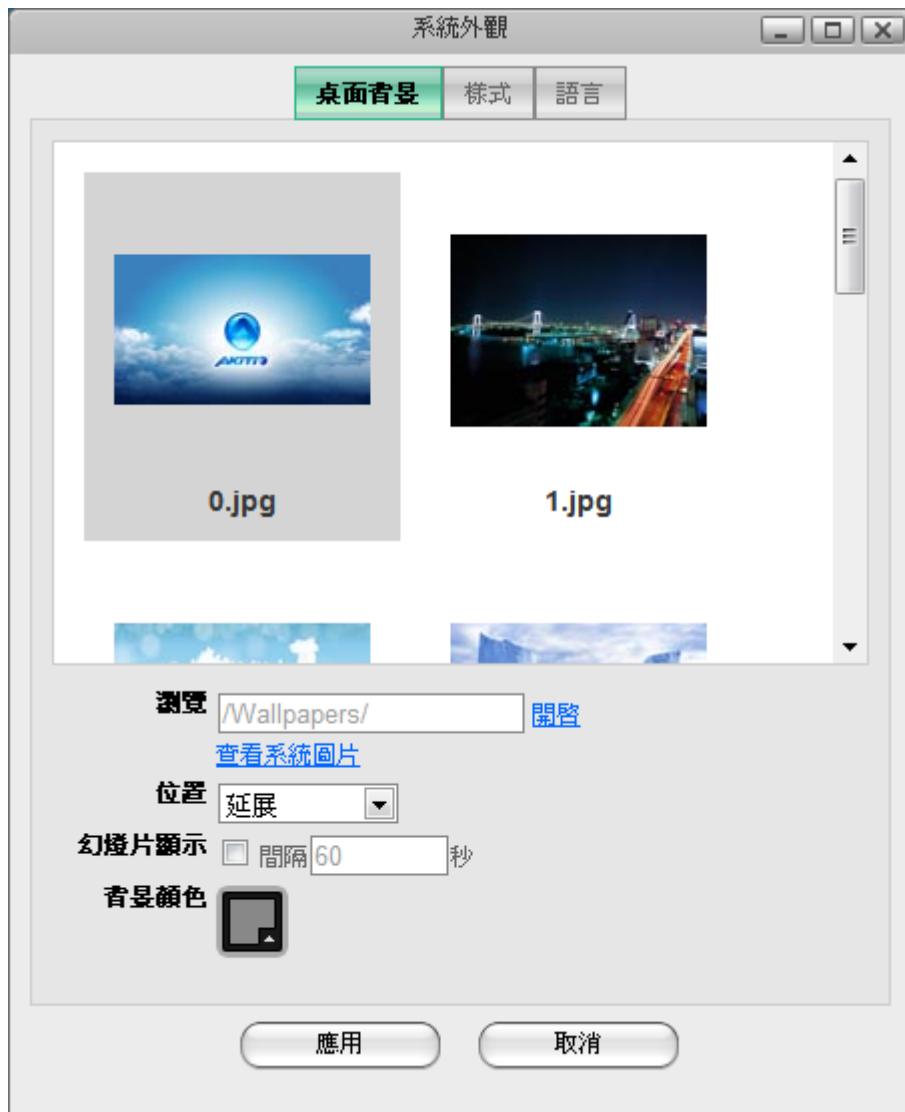 系統外觀
桌面背景 樣式 語言
AKiTiO
0.jpg 1.jpg
瀏覽 /Wallpapers/ 開啓
查看系統圖片
位置 延展
幻燈片顯示 間隔 60 秒
背景顏色
應用 取消